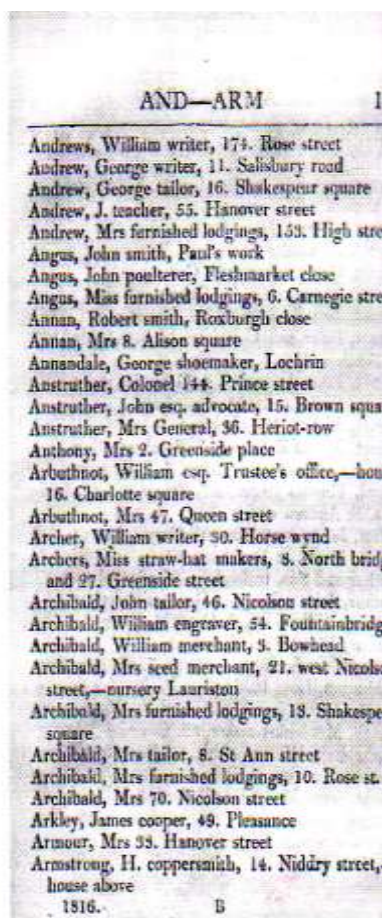 AND—ARM 1
Andrews, William writer, 174. Rose street
Andrew, George writer, 11. Salisbury road
Andrew, George tailor, 16. Shakespeur square
Andrew, J. teacher, 55. Hanover street
Andrew, Mrs furnished lodgings, 153. High stre
Angus, John smith, Paul's work
Angus, John poulterer, Fleshmarket close
Angus, Miss furnished lodgings, 6. Carnegie stre
Annan, Robert smith, Roxburgh close
Annan, Mrs 8. Alison square
Annandale, George shoemaker, Lochrin
Anstruther, Colonel 144. Prince street
Anstruther, John esq. advocate, 15. Brown squa
Anstruther, Mrs General, 36. Heriot-row
Anthony, Mrs 2. Greenside place
Arbuthnot, William esq. Trustee's office,—hou
16. Charlotte square
Arbuthnot, Mrs 47. Queen street
Archer, William writer, 30. Horse wynd
Archers, Miss straw-hat makers, 8. North bridg
and 27. Greenside street
Archibald, John tailor, 46. Nicolson street
Archibald, William engraver, 54. Fountainbridg
Archibald, William merchant, 3. Bowhead
Archibald, Mrs seed merchant, 21. west Nicolso
street,—nursery Lauriston
Archibald, Mrs furnished lodgings, 13. Shakespe
square
Archibald, Mrs tailor, 8. St Ann street
Archibald, Mrs furnished lodgings, 10. Rose st.
Archibald, Mrs 70. Nicolson street
Arkley, James cooper, 49. Pleasance
Armour, Mrs 33. Hanover street
Armstrong, H. coppersmith, 14. Niddry street,
house above
1816. B